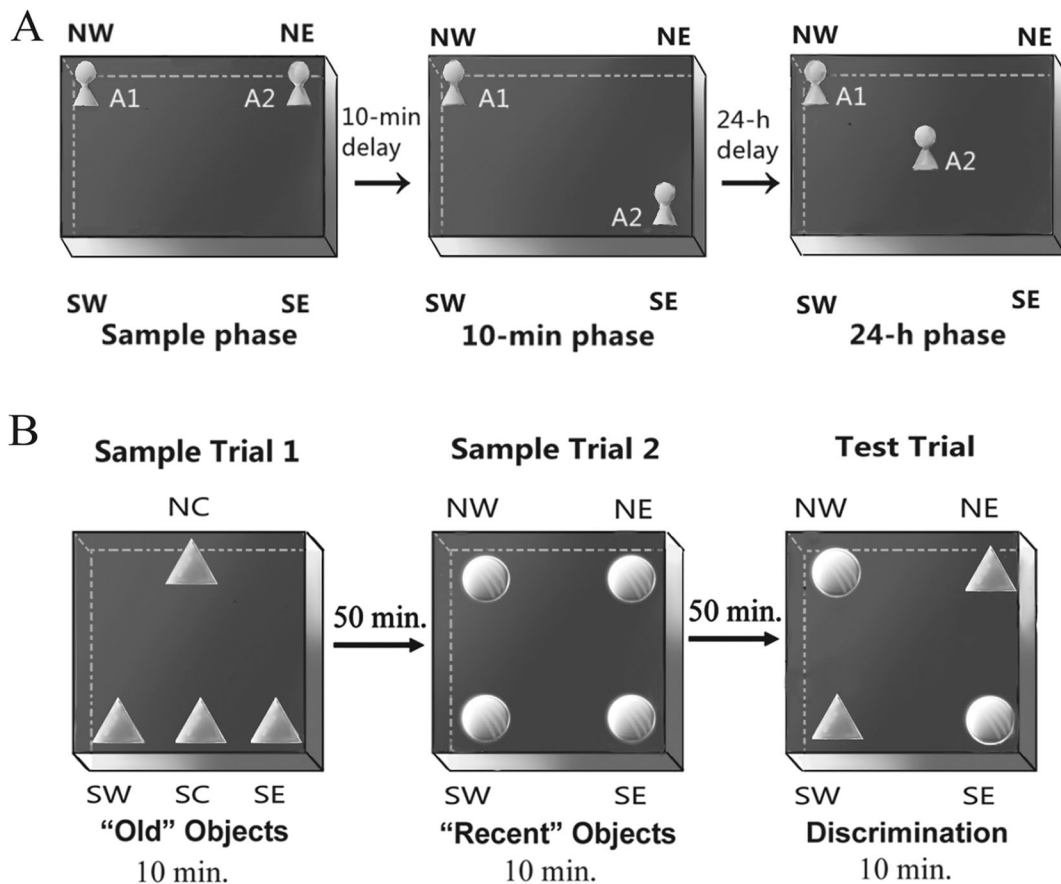 A
NW NE
A1 A2
SW SE
Sample phase
10-min
delay
NW NE
A1
A2
SW SE
10-min phase
24-h
delay
NW NE
A1
A2
SW SE
24-h phase
B
Sample Trial 1
NC
SW SC SE
“Old” Objects
10 min.
50 min.
Sample Trial 2
NW NE
SW SE
“Recent” Objects
10 min.
50 min.
Test Trial
NW NE
SW SE
Discrimination
10 min.